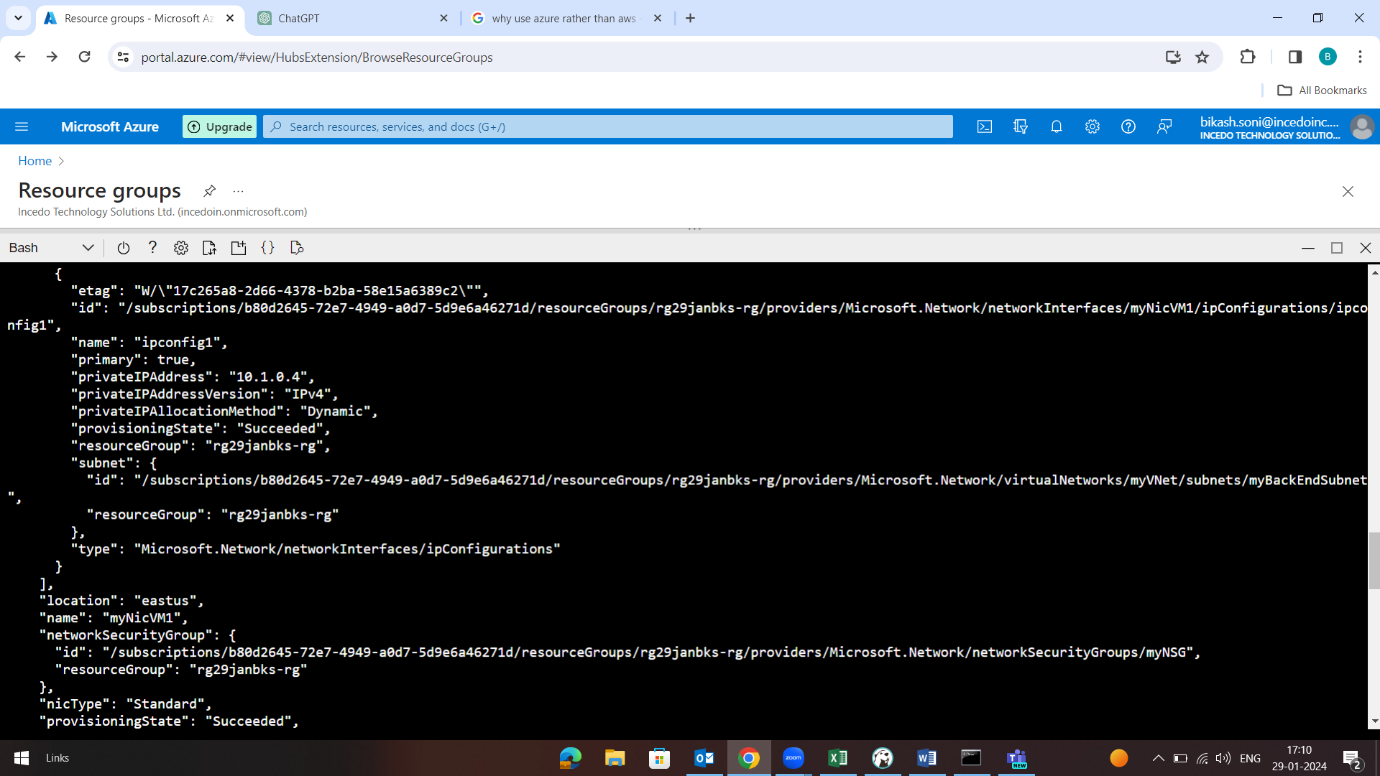 Resource groups - Microsoft Az
ChatGPT
why use azure rather than aws
portal.azure.com/#view/HubsExtension/BrowseResourceGroups
B
All Bookmarks
Microsoft Azure
Upgrade
Search resources, services, and docs (G+/)
bikash.soni@incedoinc....
INCEDO TECHNOLOGY SOLUTIO...
Home >
Resource groups
...
Incedo Technology Solutions Ltd. (incedoin.onmicrosoft.com)
Bash
{
"etag": "W/\"17c265a8-2d66-4378-b2ba-58e15a6389c2\"",
"id": "/subscriptions/b80d2645-72e7-4949-a0d7-5d9e6a46271d/resourceGroups/rg29janbks-rg/providers/Microsoft.Network/networkInterfaces/myNicVM1/ipConfigurations/ipco
nfig1",
"name": "ipconfig1",
"primary": true,
"privateIPAddress": "10.1.0.4",
"privateIPAddressVersion": "IPv4",
"privateIPAllocationMethod": "Dynamic",
"provisioningState": "Succeeded",
"resourceGroup": "rg29janbks-rg",
"subnet": {
"id": "/subscriptions/b80d2645-72e7-4949-a0d7-5d9e6a46271d/resourceGroups/rg29janbks-rg/providers/Microsoft.Network/virtualNetworks/myVNet/subnets/myBackEndSubnet
",
"resourceGroup": "rg29janbks-rg"
},
"type": "Microsoft.Network/networkInterfaces/ipConfigurations"
}
],
"location": "eastus",
"name": "myNicVM1",
"networkSecurityGroup": {
"id": "/subscriptions/b80d2645-72e7-4949-a0d7-5d9e6a46271d/resourceGroups/rg29janbks-rg/providers/Microsoft.Network/networkSecurityGroups/myNSG",
"resourceGroup": "rg29janbks-rg"
},
"nicType": "Standard",
"provisioningState": "Succeeded",
Links
zoom
NEW
ENG
17:10
29-01-2024
2